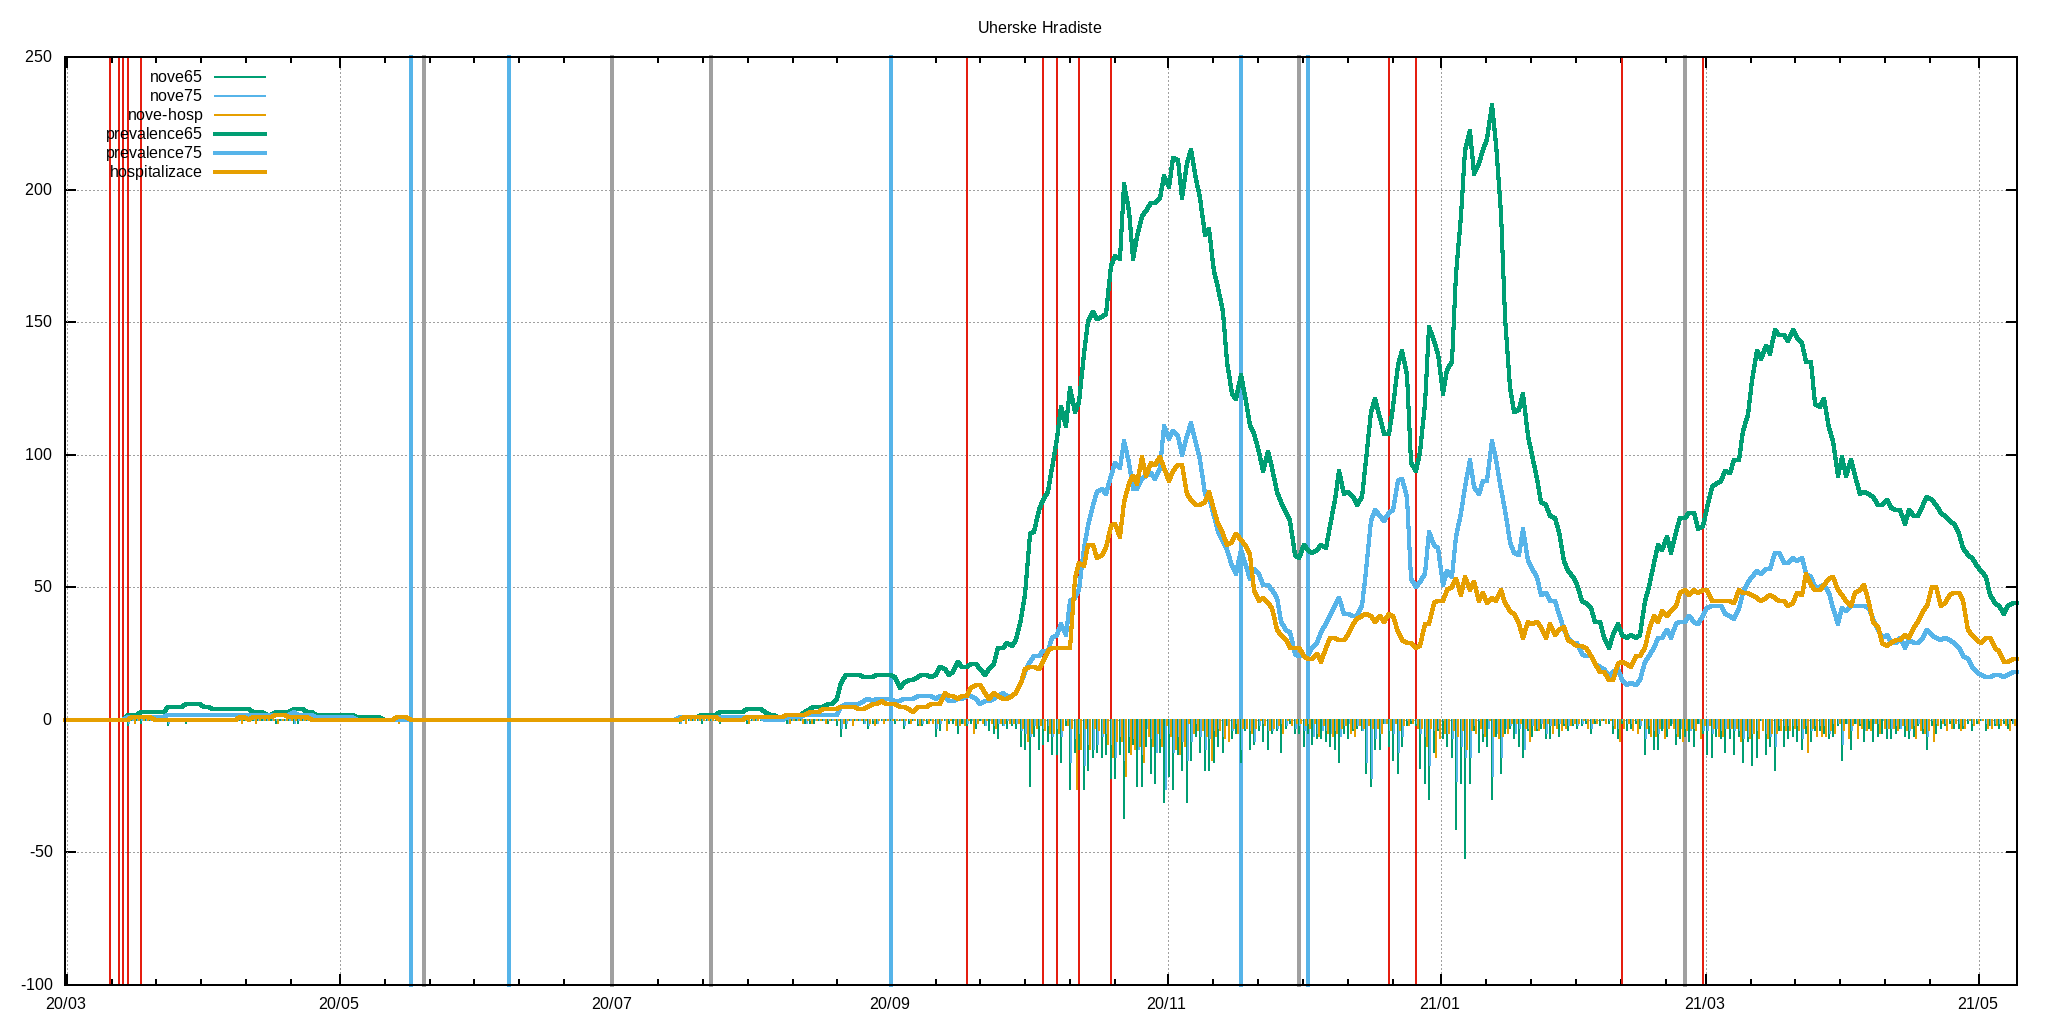 Uherske Hradiste
250
200
150
100
50
0
-50
-100
nove65
nove75
nove-hosp
prevalence65
prevalence75
hospitalizace
20/03 20/05 20/07 20/09 20/11 21/01 21/03 21/05